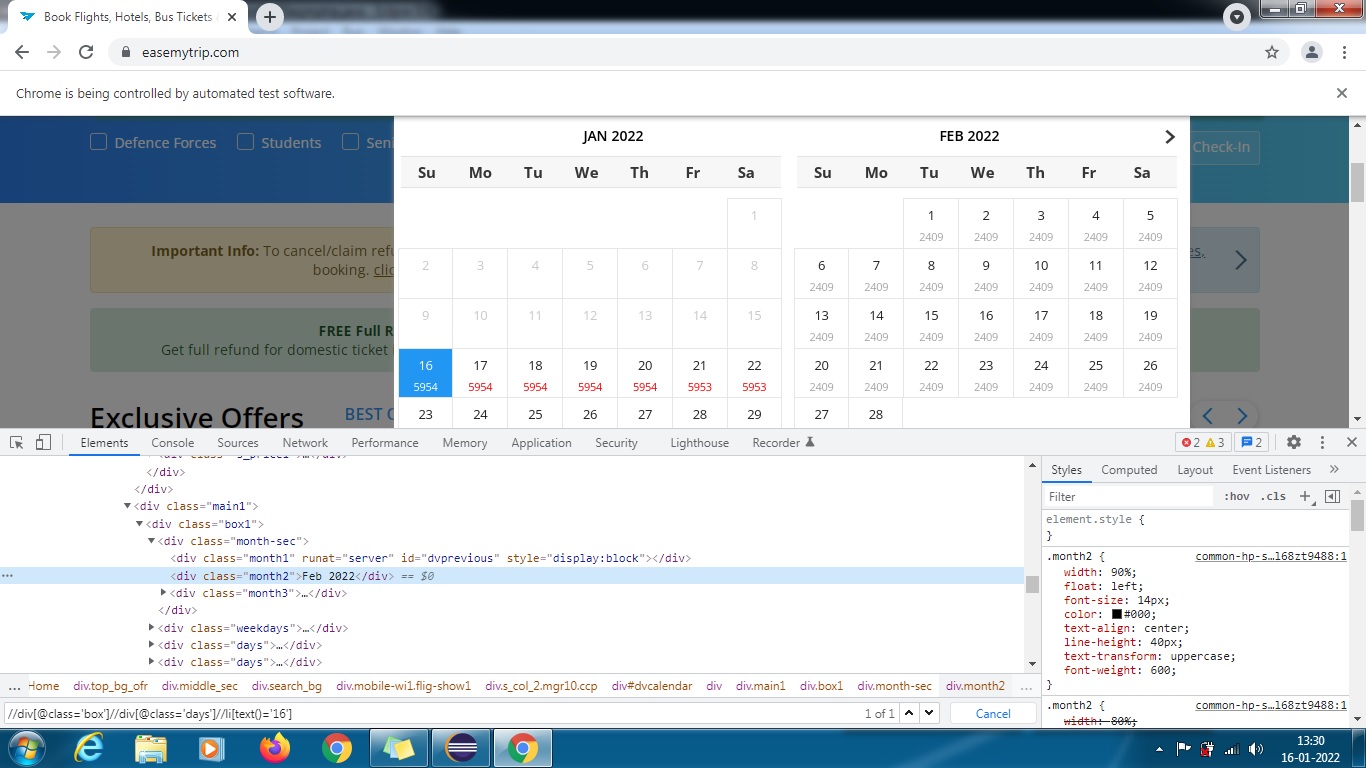 Book Flights, Hotels, Bus Tickets
easemytrip.com
Chrome is being controlled by automated test software.
JAN 2022
FEB 2022
Defence Forces
Students
Seni
Check-In
Su Mo Tu We Th Fr Sa
Su Mo Tu We Th Fr Sa
1
1 2 3 4 5
2409 2409 2409 2409 2409
2 3 4 5 6 7 8
6 7 8 9 10 11 12
2409 2409 2409 2409 2409 2409 2409
9 10 11 12 13 14 15
13 14 15 16 17 18 19
2409 2409 2409 2409 2409 2409 2409
16 17 18 19 20 21 22
5954 5954 5954 5954 5954 5953 5953
20 21 22 23 24 25 26
2409 2409 2409 2409 2409 2409 2409
23 24 25 26 27 28 29
27 28
Important Info: To cancel/claim refu
es,
booking. clic
FREE Full R
Get full refund for domestic ticket
Exclusive Offers
BEST O
Elements Console Sources Network Performance Memory Application Security Lighthouse Recorder
2 3 2
</div>
</div>
<div class="main1">
<div class="box1">
<div class="month-sec">
<div class="month1" runat="server" id="dvprevious" style="display:block"></div>
<div class="month2">Feb 2022</div> == $0
<div class="month3">…</div>
</div>
<div class="weekdays">…</div>
<div class="days">…</div>
<div class="days">…</div>
... Home div.top_bg_ofr div.middle_sec div.search_bg div.mobile-wi1.flig-show1 div.s_col_2.mgr10.ccp div#dvcalendar div div.main1 div.box1 div.month-sec div.month2 ...
//div[@class='box']//div[@class='days']//li[text()='16']
1 of 1
Cancel
Styles Computed Layout Event Listeners »
Filter
:hov .cls
element.style {
}
.month2 {
common-hp-s…l68zt9488:1
width: 90%;
float: left;
font-size: 14px;
color: #000;
text-align: center;
line-height: 40px;
text-transform: uppercase;
font-weight: 600;
}
.month2 {
common-hp-s…l68zt9488:1
width: 80%;
13:30
16-01-2022